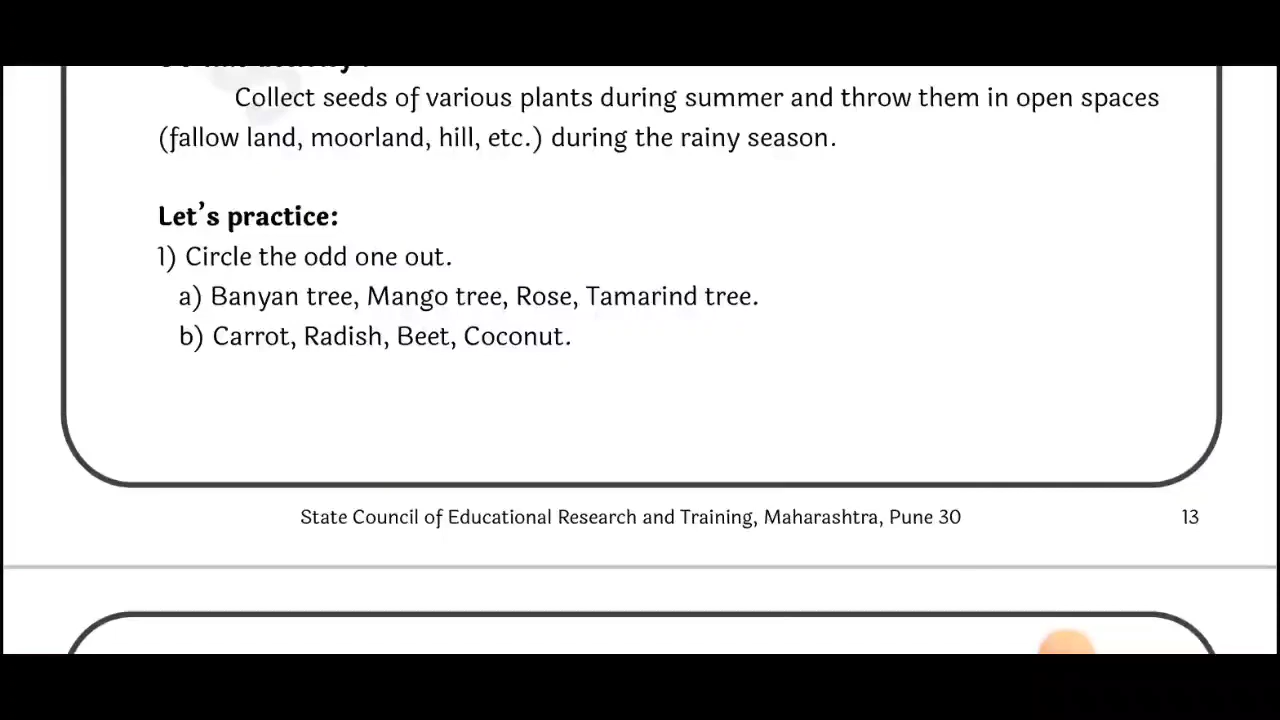 Collect seeds of various plants during summer and throw them in open spaces
(fallow land, moorland, hill, etc.) during the rainy season.
Let's practice:
1) Circle the odd one out.
a) Banyan tree, Mango tree, Rose, Tamarind tree.
b) Carrot, Radish, Beet, Coconut.
State Council of Educational Research and Training, Maharashtra, Pune 30 13